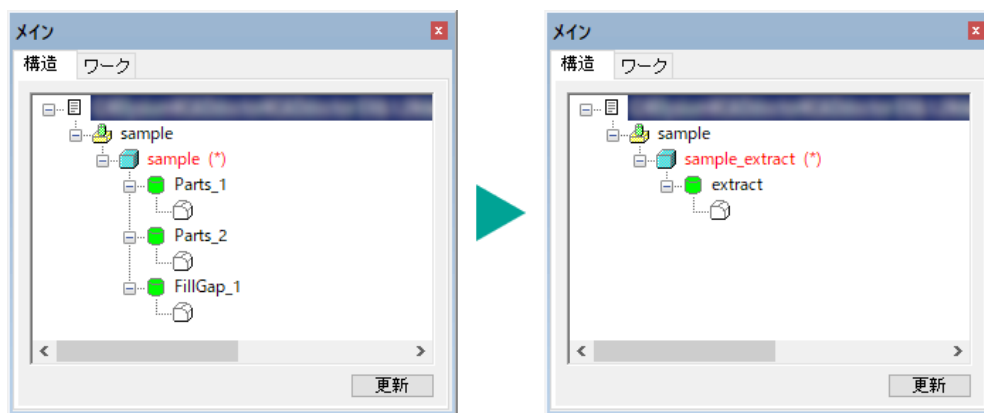 メイン
構造 ワーク
sample
sample (*)
Parts_1
Parts_2
FillGap_1
更新
メイン
構造 ワーク
sample
sample_extract (*)
extract
更新